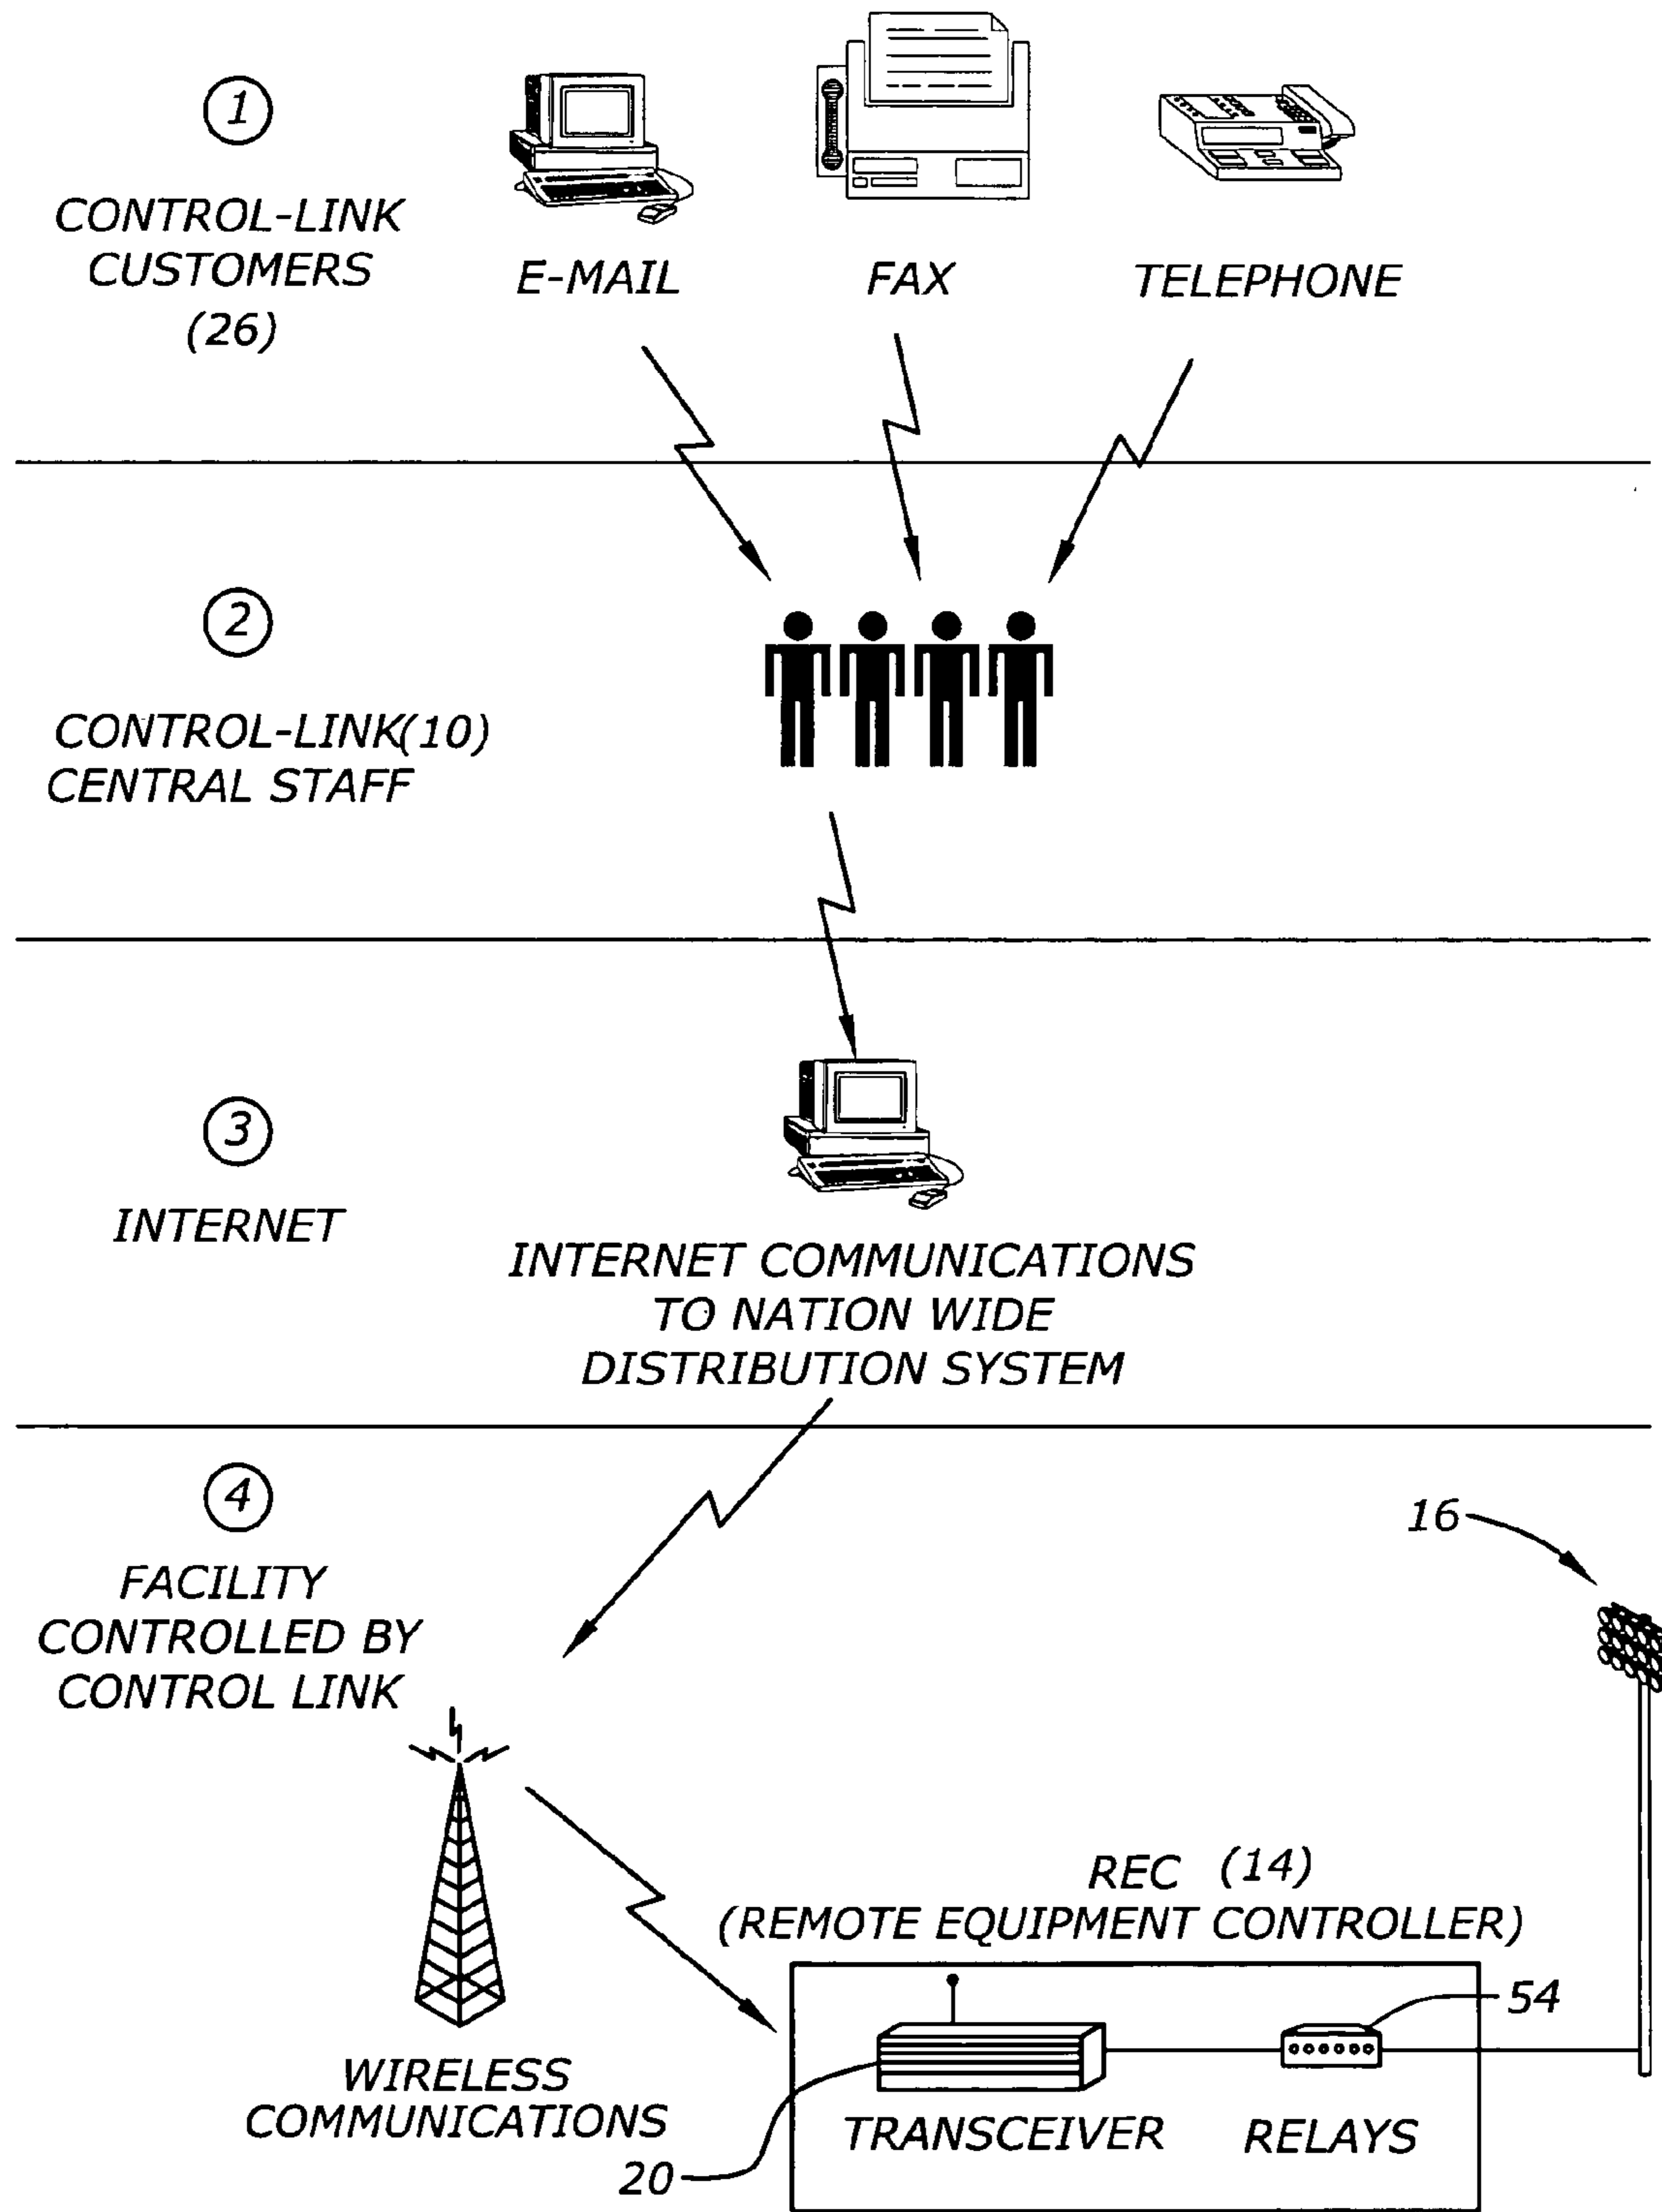 1
CONTROL-LINK
CUSTOMERS
(26)
E-MAIL
FAX
TELEPHONE
2
CONTROL-LINK(10)
CENTRAL STAFF
3
INTERNET
INTERNET COMMUNICATIONS
TO NATION WIDE
DISTRIBUTION SYSTEM
4
FACILITY
CONTROLLED BY
CONTROL LINK
16
WIRELESS
COMMUNICATIONS
REC (14)
(REMOTE EQUIPMENT CONTROLLER)
54
TRANSCEIVER
RELAYS
20